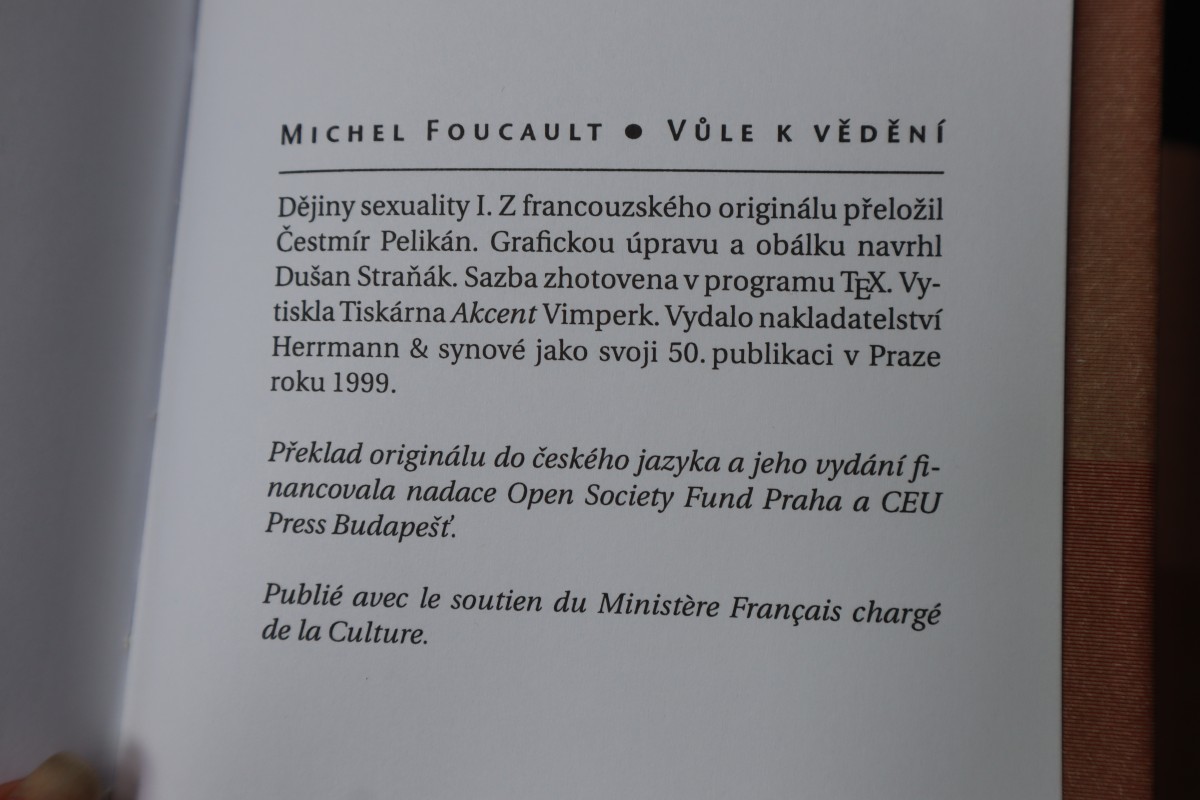 MICHEL FOUCAULT ● VŮLE K VĚDĚNÍ
Dějiny sexuality I. Z francouzského originálu přeložil
Čestmír Pelikán. Grafickou úpravu a obálku navrhl
Dušan Straňák. Sazba zhotovena v programu TEX. Vy-
tiskla Tiskárna Akcent Vimperk. Vydalo nakladatelství
Herrmann & synové jako svoji 50. publikaci v Praze
roku 1999.
Překlad originálu do českého jazyka a jeho vydání fi-
nancovala nadace Open Society Fund Praha a CEU
Press Budapešť.
Publié avec le soutien du Ministère Français chargé
de la Culture.